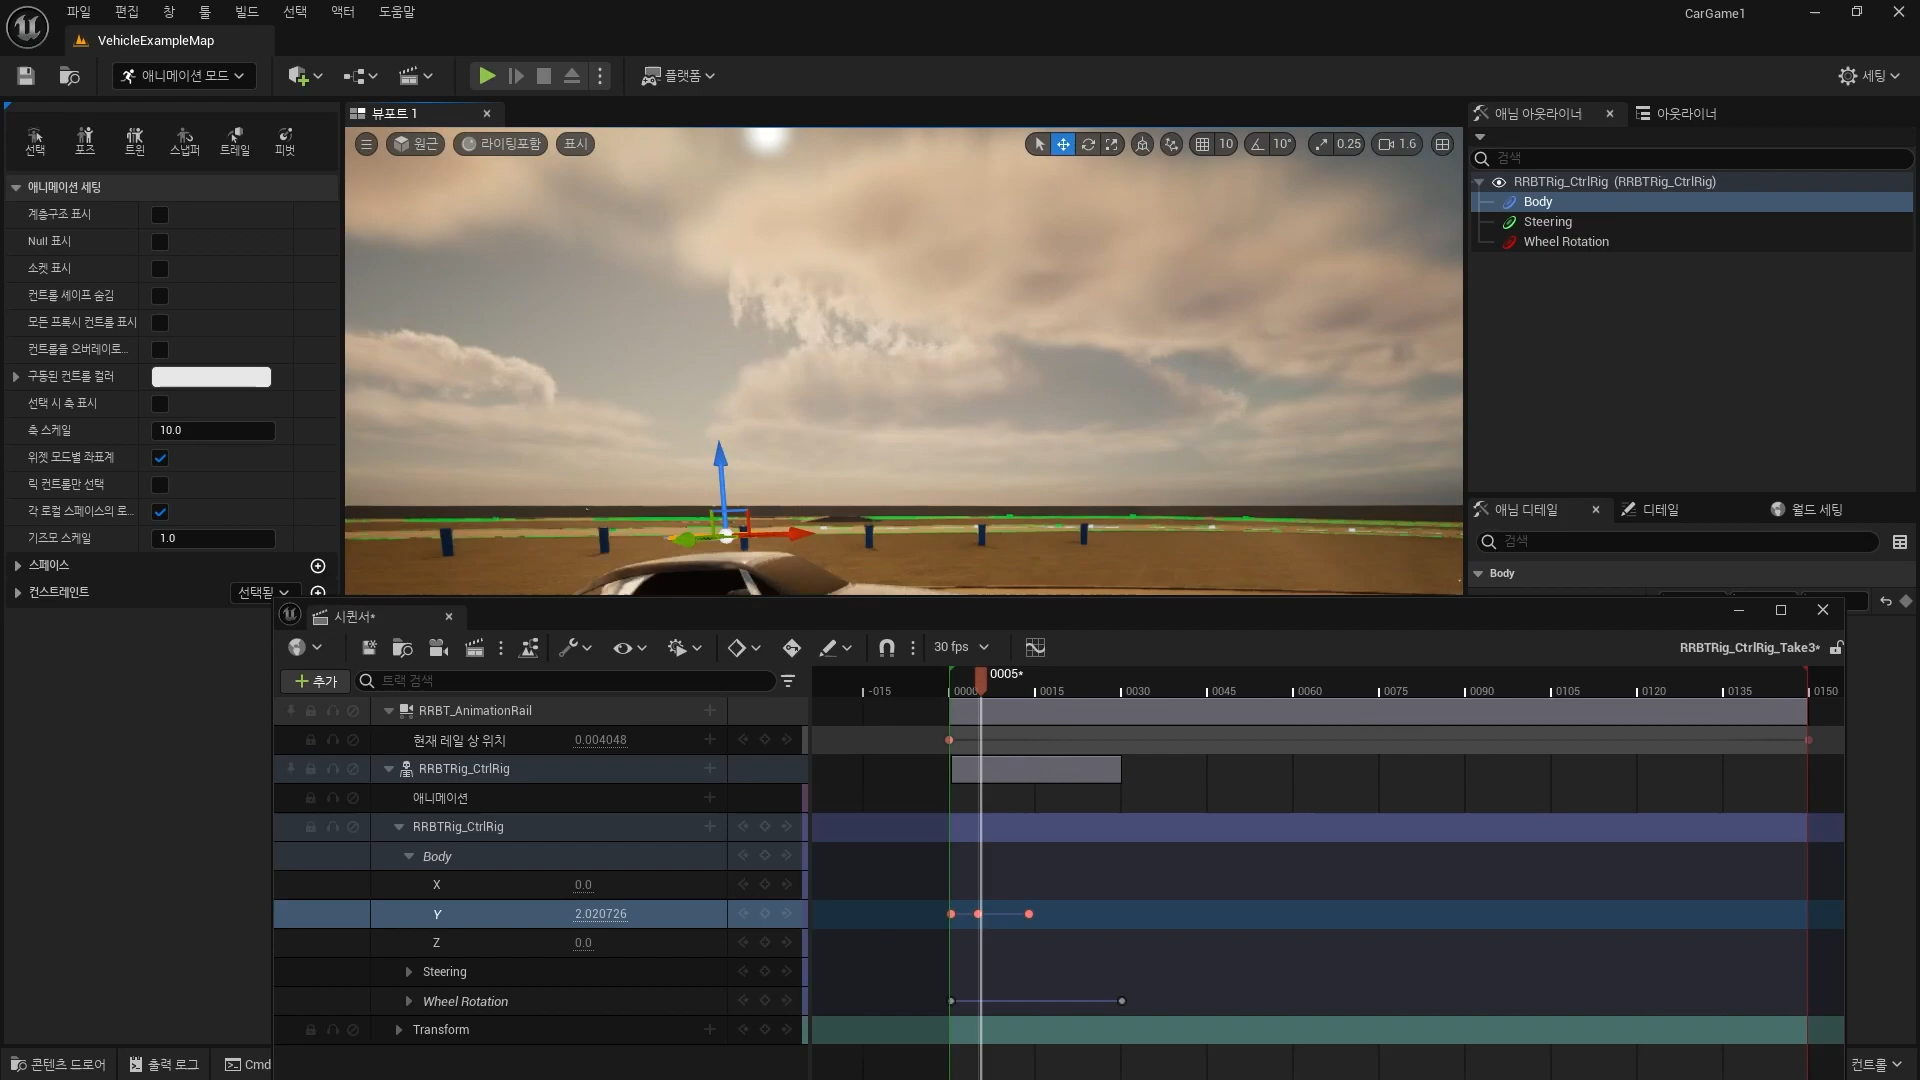 파일 편집 창 툴 빌드 선택 액터 도움말
CarGame1
VehicleExampleMap
애니메이션 모드
플랫폼
세팅
선택 포즈 트윈 스냅퍼 트레일 피벗
애니메이션 세팅
계층구조 표시
Null 표시
소켓 표시
컨트롤 셰이프 숨김
모든 프록시 컨트롤 표시
컨트롤을 오버레이로...
구동된 컨트롤 컬러
선택 시 축 표시
축 스케일 10.0
위젯 모드별 좌표계
릭 컨트롤만 선택
각 로컬 스페이스의 로...
기즈모 스케일 1.0
스페이스
컨스트레인트 선택됨
뷰포트 1
원근 라이팅포함 표시
10 10° 0.25 1.6
애님 아웃라이너 아웃라이너
검색
RRBTRig_CtrlRig (RRBTRig_CtrlRig)
Body
Steering
Wheel Rotation
애님 디테일 디테일 월드 세팅
검색
Body
시퀀서*
30 fps
RRBTRig_CtrlRig_Take3*
추가 트랙 검색
0005*
-015 0000 0015 0030 0045 0060 0075 0090 0105 0120 0135 0150
RRBT_AnimationRail
현재 레일 상 위치 0.004048
RRBTRig_CtrlRig
애니메이션
RRBTRig_CtrlRig
Body
X 0.0
Y 2.020726
Z 0.0
Steering
Wheel Rotation
Transform
콘텐츠 드로어 출력 로그 Cmd
컨트롤